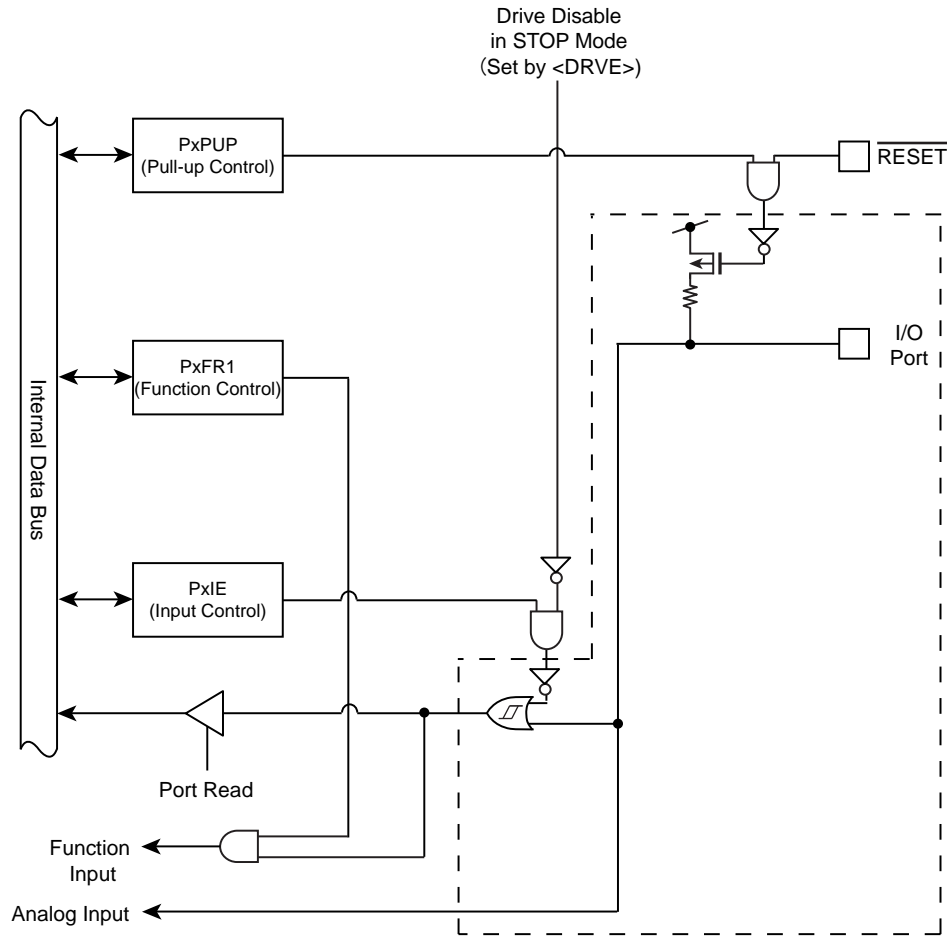 Drive Disable
in STOP Mode
(Set by <DRVE>)
PxPUP
(Pull-up Control)
RESET
I/O
Port
PxFR1
(Function Control)
Internal Data Bus
PxIE
(Input Control)
Port Read
Function
Input
Analog Input